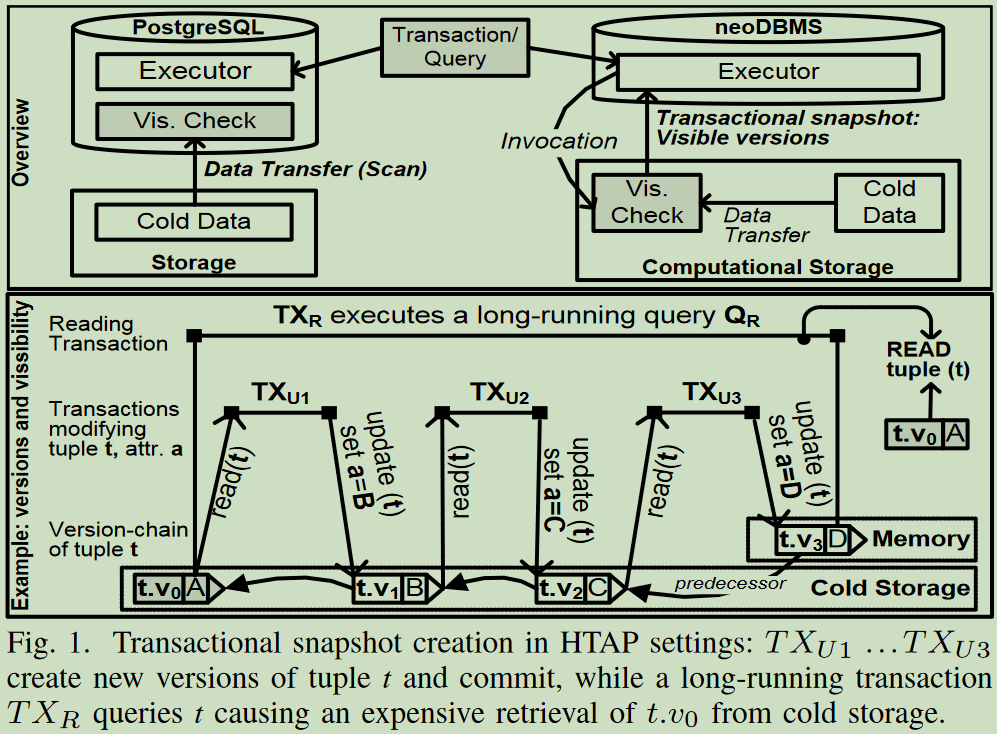 Overview
PostgreSQL
Executor
Vis. Check
Data Transfer (Scan)
Cold Data
Storage
Transaction/
Query
neoDBMS
Executor
Invocation
Transactional snapshot:
Visible versions
Vis.
Check
Data
Transfer
Cold
Data
Computational Storage
Example: versions and vissibility
Reading
Transaction
TXR executes a long-running query QR
READ
tuple (t)
t.v0 A
Transactions
modifying
tuple t, attr. a
TXU1
TXU2
TXU3
read(t)
update (t)
set a=B
read(t)
update (t)
set a=C
read(t)
update (t)
set a=D
Version-chain
of tuple t
t.v3 D
Memory
t.v0 A
t.v1 B
t.v2 C
predecessor
Cold Storage
Fig. 1. Transactional snapshot creation in HTAP settings: TXU1 …TXU3
create new versions of tuple t and commit, while a long-running transaction
TXR queries t causing an expensive retrieval of t.v0 from cold storage.